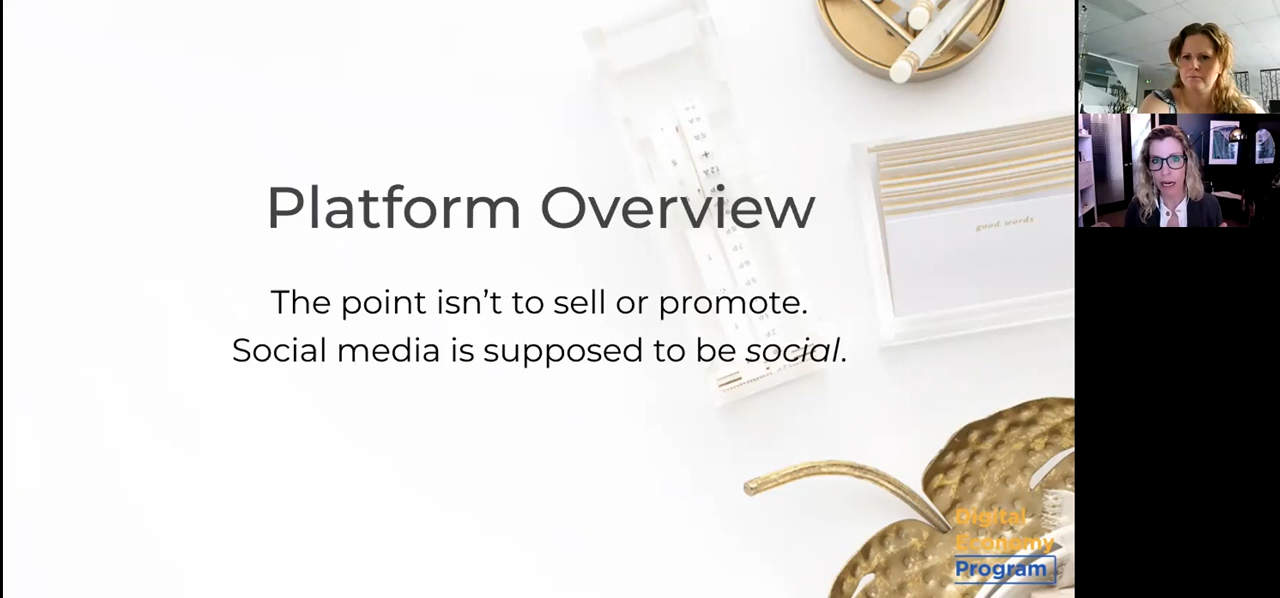 Platform Overview
The point isn’t to sell or promote.
Social media is supposed to be social.
good words
Digital
Economy
Program